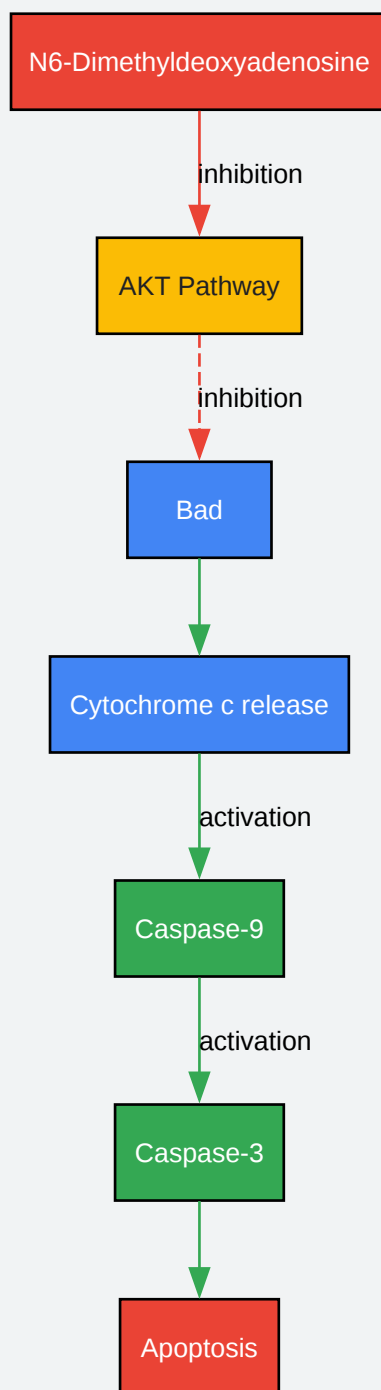 N6-Dimethyldeoxyadenosine
inhibition
AKT Pathway
inhibition
Bad
Cytochrome c release
activation
Caspase-9
activation
Caspase-3
Apoptosis